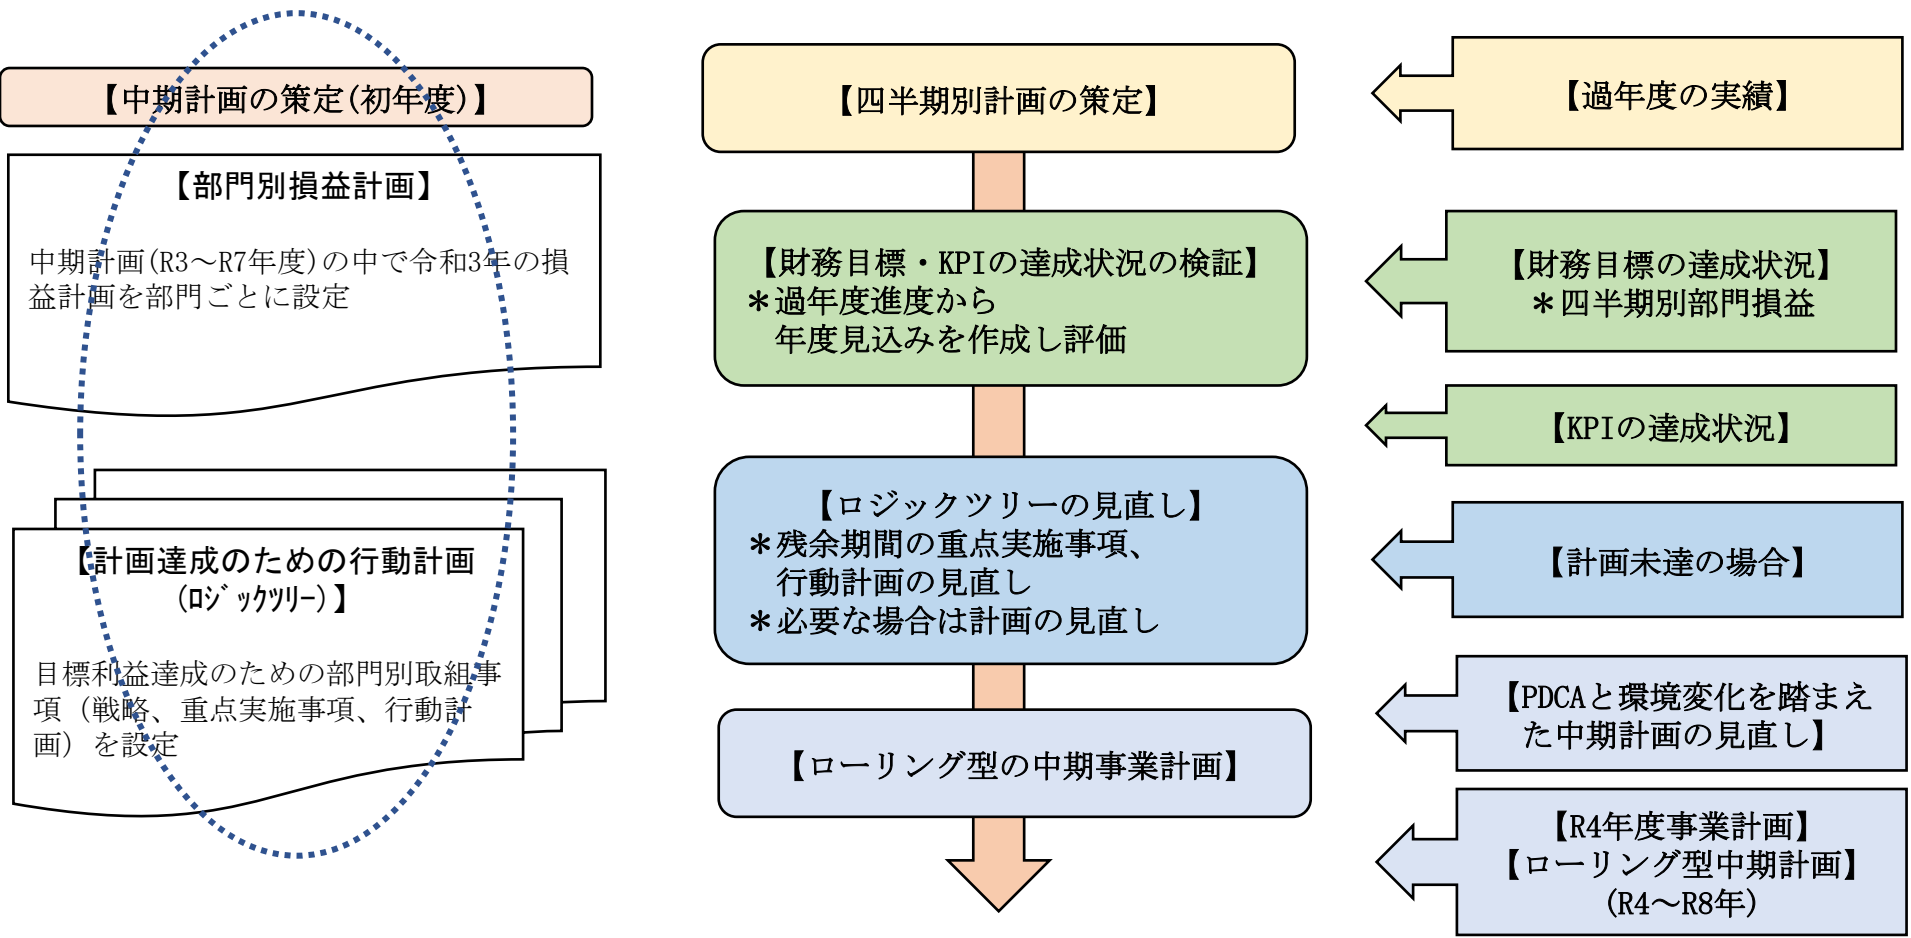 【中期計画の策定(初年度)】
【部門別損益計画】
中期計画(R3～R7年度)の中で令和3年の損
益計画を部門ごとに設定
【計画達成のための行動計画
(ﾛｼﾞｯｸﾂﾘｰ)】
目標利益達成のための部門別取組事
項（戦略、重点実施事項、行動計
画）を設定
【四半期別計画の策定】
【財務目標・KPIの達成状況の検証】
＊過年度進度から
年度見込みを作成し評価
【ロジックツリーの見直し】
＊残余期間の重点実施事項、
行動計画の見直し
＊必要な場合は計画の見直し
【ローリング型の中期事業計画】
【過年度の実績】
【財務目標の達成状況】
＊四半期別部門損益
【KPIの達成状況】
【計画未達の場合】
【PDCAと環境変化を踏まえ
た中期計画の見直し】
【R4年度事業計画】
【ローリング型中期計画】
(R4～R8年)